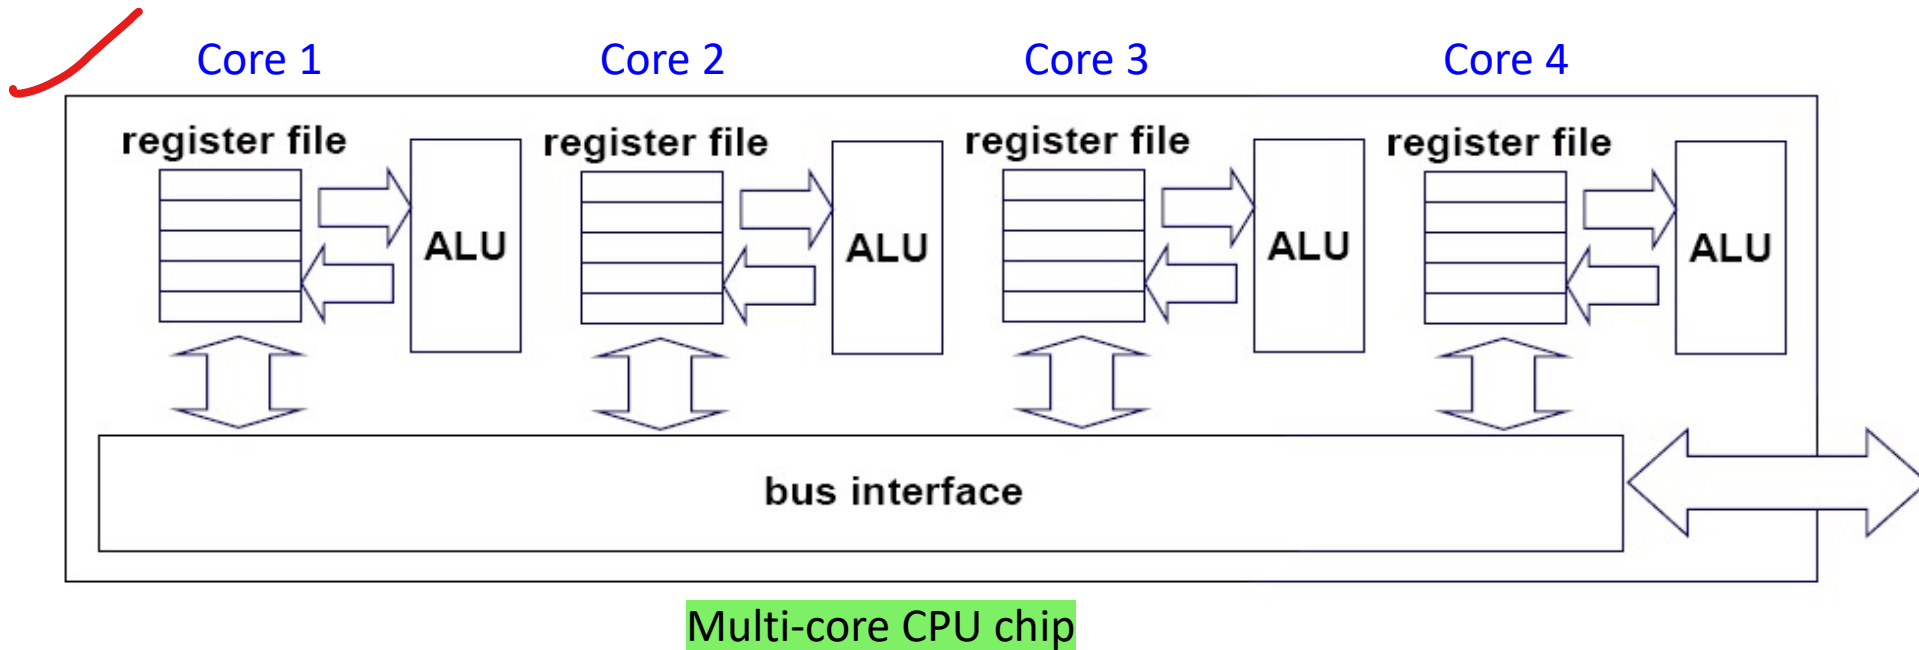 Core 1 Core 2 Core 3 Core 4
register file register file register file register file
ALU ALU ALU ALU
bus interface
Multi-core CPU chip